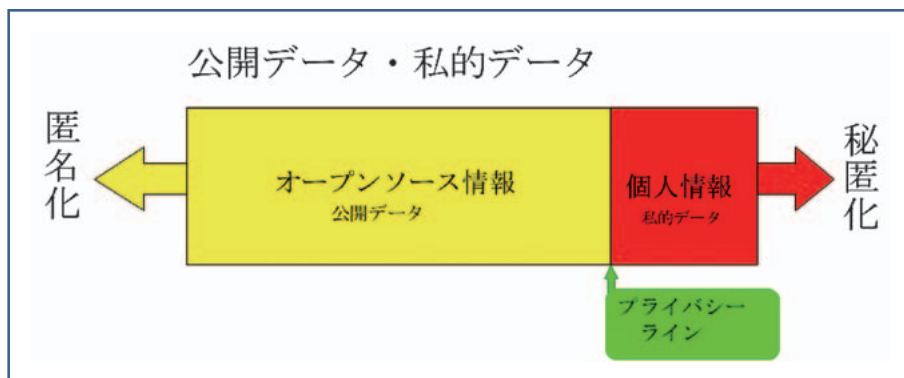 公開データ・私的データ
匿名化
オープンソース情報
公開データ
個人情報
私的データ
秘匿化
プライバシー
ライン